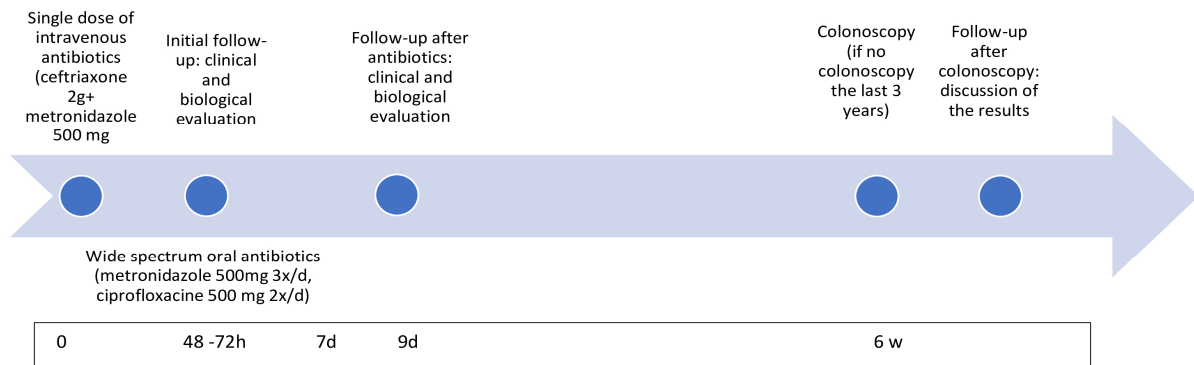 Single dose of
intravenous
antibiotics
(ceftriaxone
2g+
metronidazole
500 mg
Initial follow-
up: clinical
and
biological
evaluation
Follow-up after
antibiotics:
clinical and
biological
evaluation
Colonoscopy
(if no
colonoscopy
the last 3
years)
Follow-up
after
colonoscopy:
discussion of
the results
Wide spectrum oral antibiotics
(metronidazole 500mg 3x/d,
ciprofloxacine 500 mg 2x/d)
0 48 -72h 7d 9d 6 w